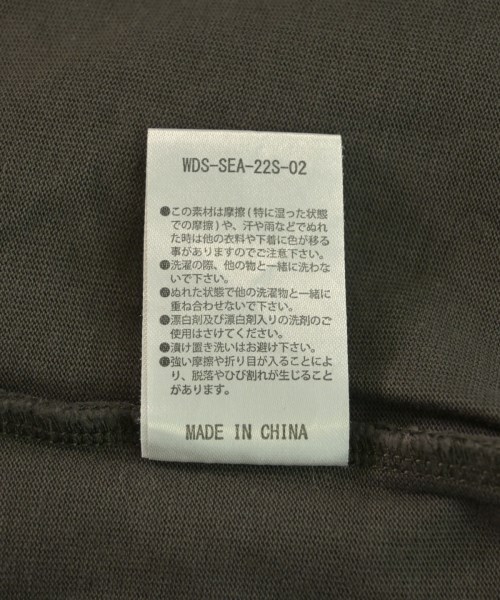 WDS-SEA-22S-02
●この素材は摩擦(特に湿った状態
での摩擦)や、汗や雨などでぬれ
た時は他の衣料や下着に色が移る
事がありますのでご注意下さい。
●洗濯の際、他の物と一緒に洗わな
いで下さい。
●ぬれた状態で他の洗濯物と一緒に
重ね合わせないで下さい。
●漂白剤及び漂白剤入りの洗剤のご
使用はさけてください。
●漬け置き洗いはお避け下さい。
●強い摩擦や折り目が入ることによ
り、脱落やひび割れが生じること
があります。
MADE IN CHINA